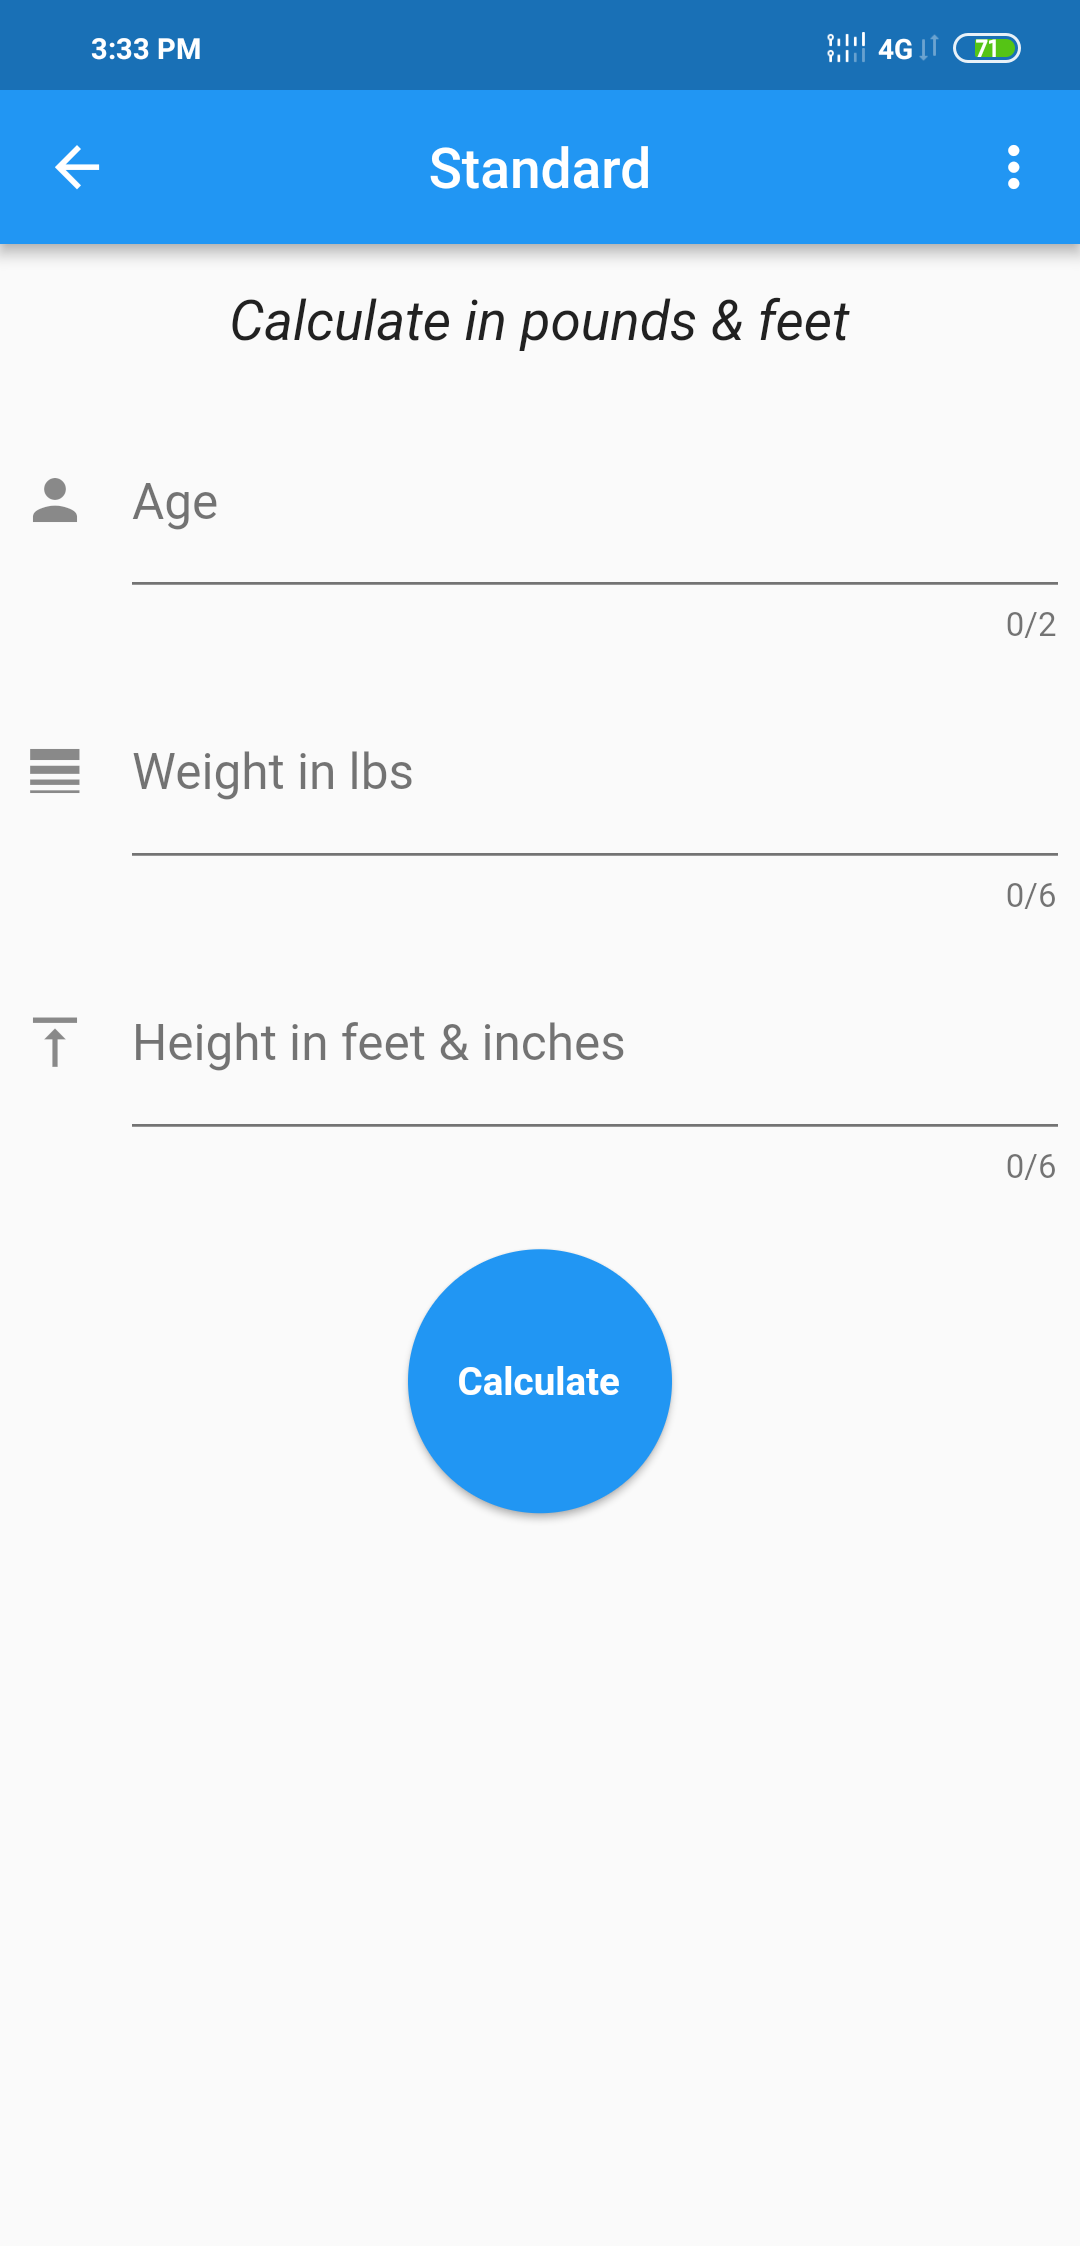 3:33 PM
4G
71
Standard
Calculate in pounds & feet
Age
0/2
Weight in lbs
0/6
Height in feet & inches
0/6
Calculate